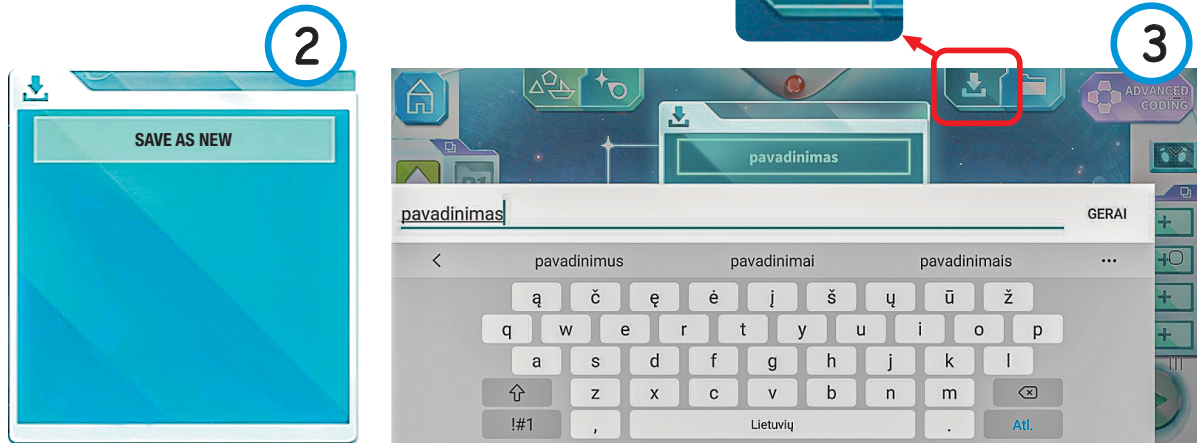 2
3
SAVE AS NEW
ADVANCED
CODING
pavadinimas
pavadinimas
GERAI
pavadinimus pavadinimai pavadinimais ...
ą č ę ė į š ų ū ž
q w e r t y u i o p
a s d f g h j k l
z x c v b n m
!#1 , Lietuvių . Atl.